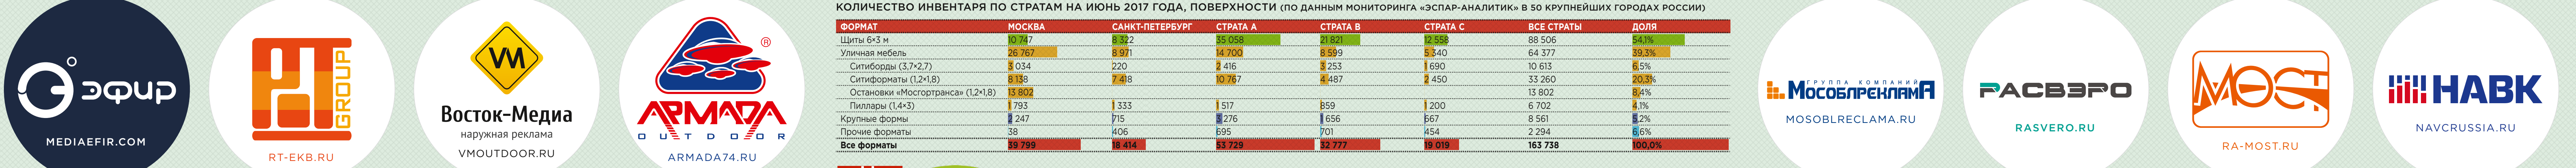 Эфир
MEDIAEFIR.COM
GROUP
RT-EKB.RU
VM
Восток-Медиа
наружная реклама
VMOUTDOOR.RU
®
ARMADA
OUTDOOR
ARMADA74.RU
КОЛИЧЕСТВО ИНВЕНТАРЯ ПО СТРАТАМ НА ИЮНЬ 2017 ГОДА, ПОВЕРХНОСТИ (ПО ДАННЫМ МОНИТОРИНГА «ЭСПАР-АНАЛИТИК» В 50 КРУПНЕЙШИХ ГОРОДАХ РОССИИ)
ФОРМАТ МОСКВА САНКТ-ПЕТЕРБУРГ СТРАТА А СТРАТА В СТРАТА С ВСЕ СТРАТЫ ДОЛЯ
Щиты 6×3 м 10 747 8 322 35 058 21 821 12 558 88 506 54,1%
Уличная мебель 26 767 8 971 14 700 8 599 5 340 64 377 39,3%
Ситиборды (3,7×2,7) 3 034 220 2 416 3 253 1 690 10 613 6,5%
Ситиформаты (1,2×1,8) 8 138 7 418 10 767 4 487 2 450 33 260 20,3%
Остановки «Мосгортранса» (1,2×1,8) 13 802 13 802 8,4%
Пиллары (1,4×3) 1 793 1 333 1 517 859 1 200 6 702 4,1%
Крупные формы 2 247 715 3 276 1 656 667 8 561 5,2%
Прочие форматы 38 406 695 701 454 2 294 6,6%
Все форматы 39 799 18 414 53 729 32 777 19 019 163 738 100,0%
ГРУППА КОМПАНИЙ
МОСОБЛРЕКЛАМА
MOSOBLRECLAMA.RU
РАСВЭРО
RASVERO.RU
МОСТ
RA-MOST.RU
НАВК
NAVCRUSSIA.RU